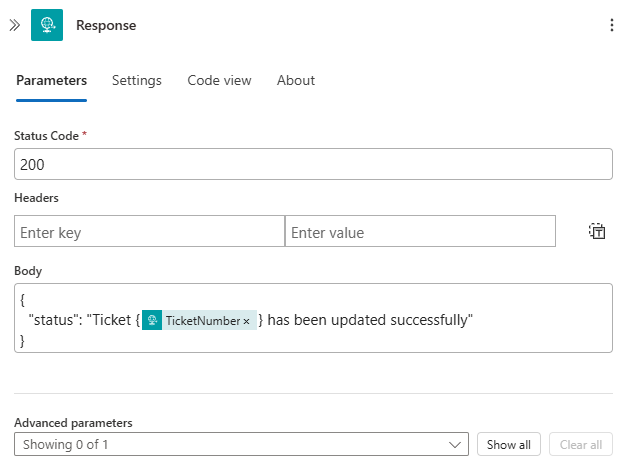 Response
Parameters Settings Code view About
Status Code *
200
Headers
Enter key Enter value
Body
{
"status": "Ticket { TicketNumber × } has been updated successfully"
}
Advanced parameters
Showing 0 of 1 Show all Clear all